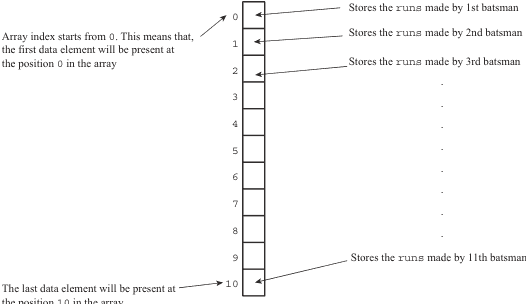 Stores the runs made by 1st batsman
0
Array index starts from 0. This means that,
the first data element will be present at
the position 0 in the array
Stores the runs made by 2nd batsman
1
Stores the runs made by 3rd batsman
2
3
4
5
6
7
8
9
Stores the runs made by 11th batsman
10
The last data element will be present at
the position 10 in the array